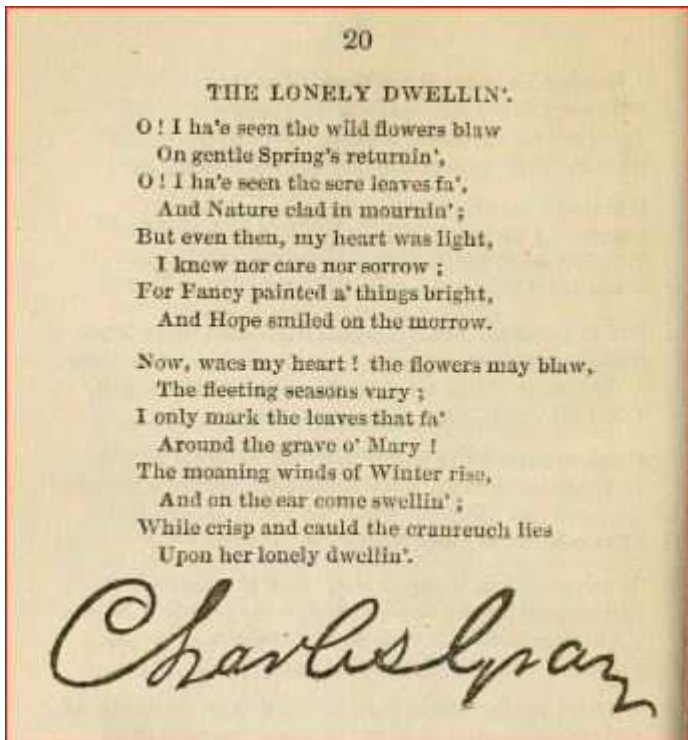 20
THE LONELY DWELLIN'.
O! I ha'e seen the wild flowers blaw
On gentle Spring's returnin',
O! I ha'e seen the sere leaves fa',
And Nature clad in mournin';
But even then, my heart was light,
I knew nor care nor sorrow;
For Fancy painted a' things bright,
And Hope smiled on the morrow.
Now, waes my heart! the flowers may blaw,
The fleeting seasons vary;
I only mark the leaves that fa'
Around the grave o' Mary!
The moaning winds of Winter rise,
And on the ear come swellin';
While crisp and cauld the cranreuch lies
Upon her lonely dwellin'.
Charles Gray